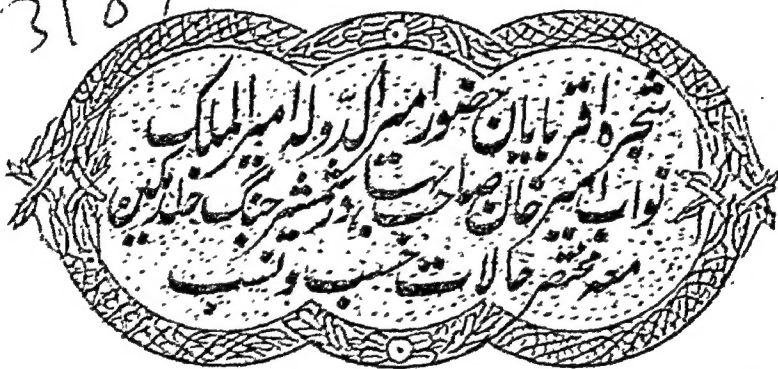 شجرہ اقربایان حضور امیر الدولہ امیر الملک
نواب امیر خان صاحب بہادر شمشیر جنگ خلد مکین
معہ مختصر حالات حسب و نسب